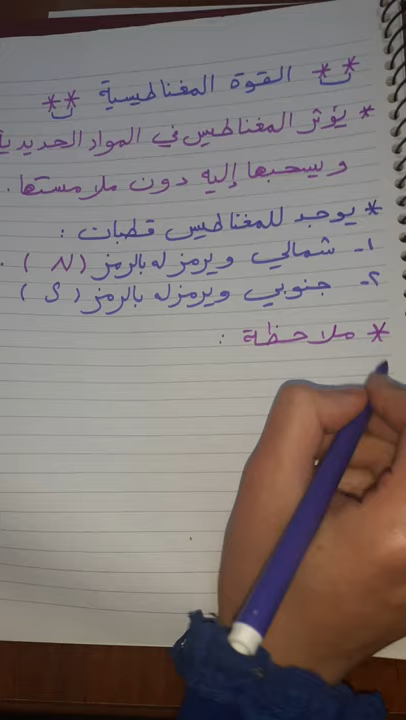 ** القوة المغناطيسية **
* يؤثر المغناطيس في المواد الحديدية
ويسحبها إليه دون ملامستها.
* يوجد للمغناطيس قطبان :
١- شمالي ويرمز له بالرمز ( N ) .
٢- جنوبي ويرمز له بالرمز ( S )
* ملاحظة :